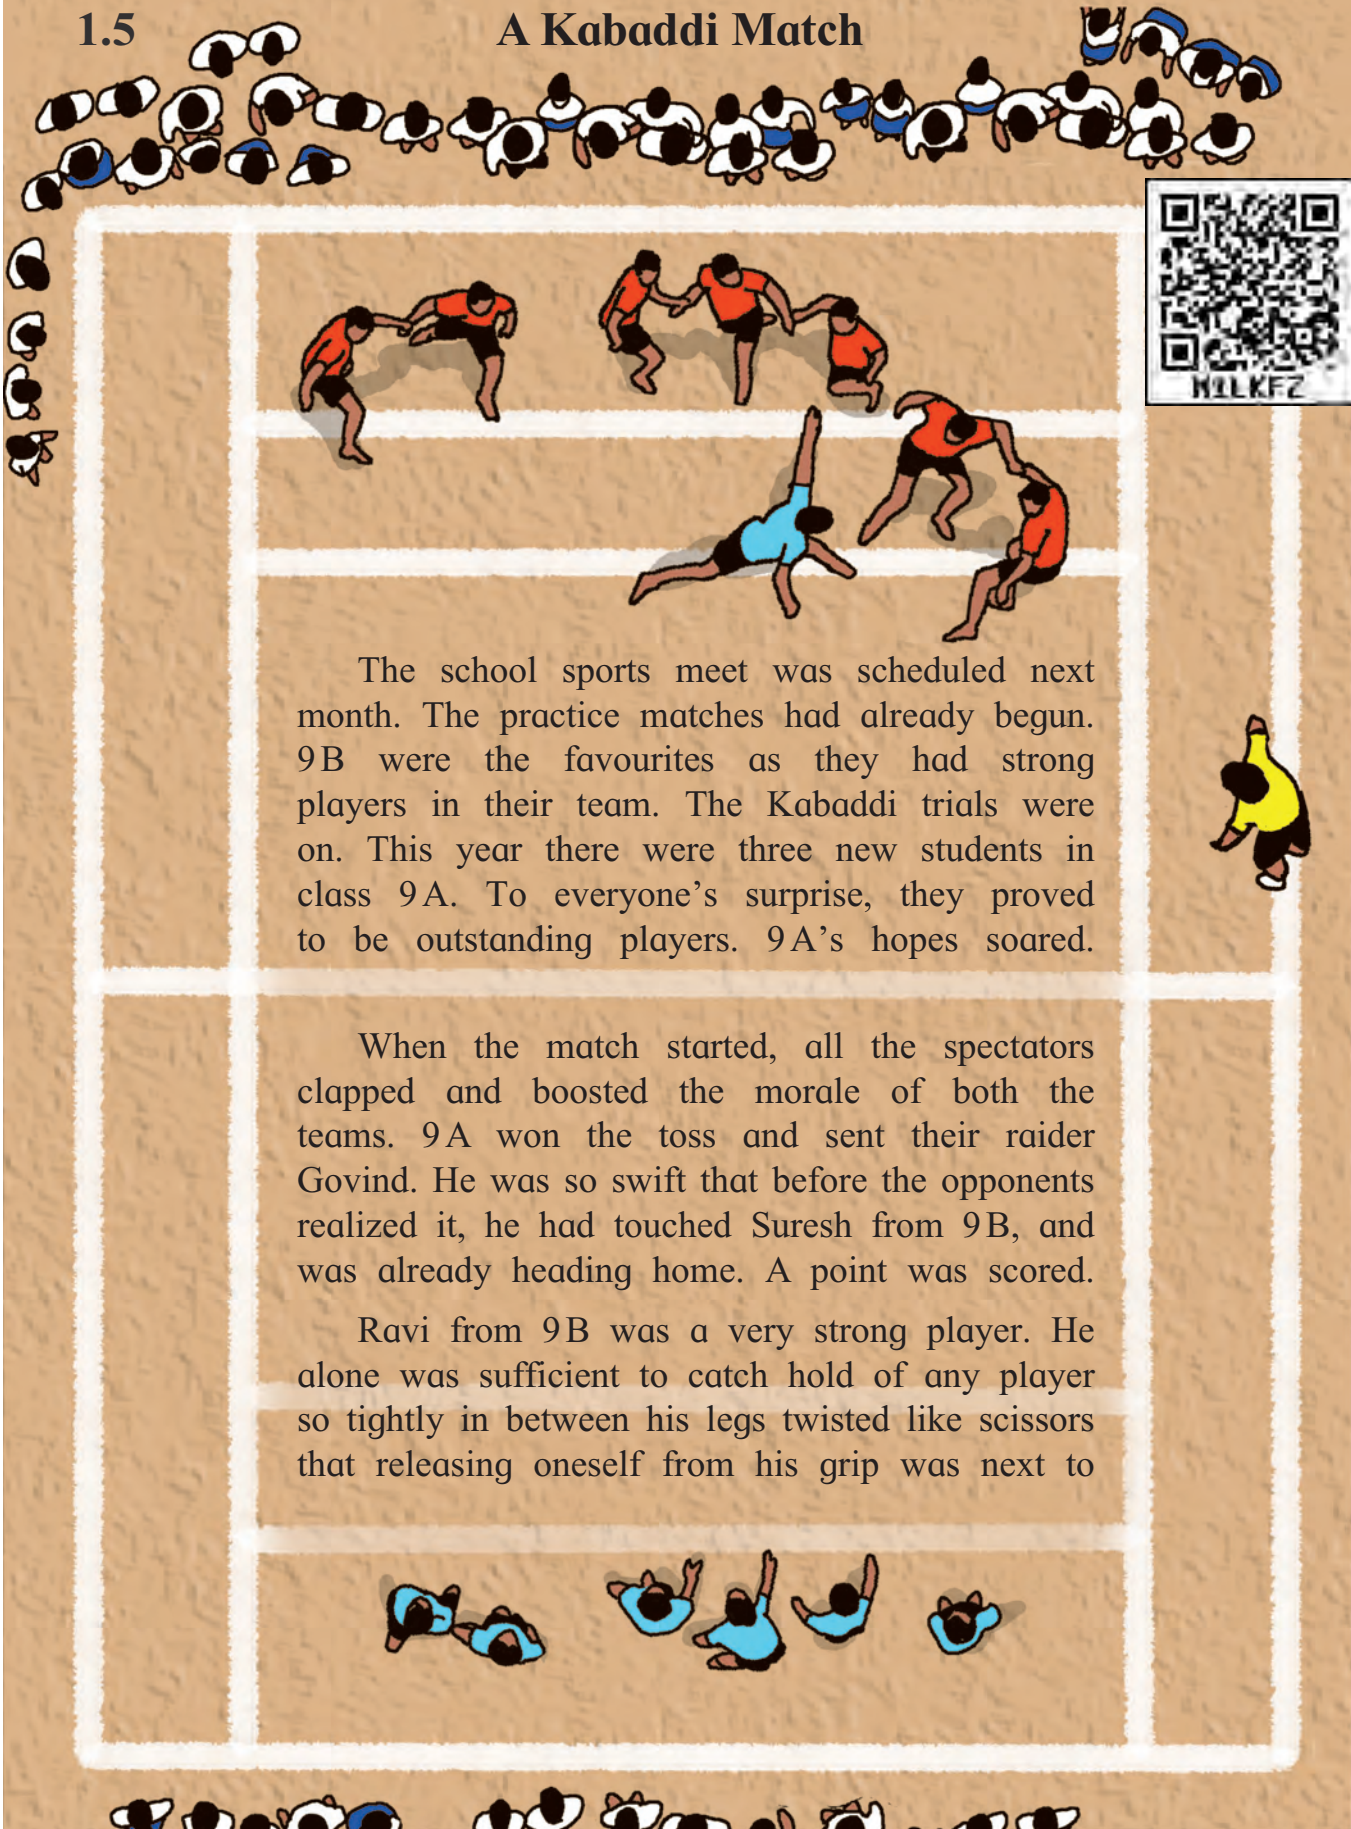 1.5 A Kabaddi Match
The school sports meet was scheduled next
month. The practice matches had already begun.
9 B were the favourites as they had strong
players in their team. The Kabaddi trials were
on. This year there were three new students in
class 9 A. To everyone’s surprise, they proved
to be outstanding players. 9 A’s hopes soared.
When the match started, all the spectators
clapped and boosted the morale of both the
teams. 9 A won the toss and sent their raider
Govind. He was so swift that before the opponents
realized it, he had touched Suresh from 9 B, and
was already heading home. A point was scored.
Ravi from 9 B was a very strong player. He
alone was sufficient to catch hold of any player
so tightly in between his legs twisted like scissors
that releasing oneself from his grip was next to